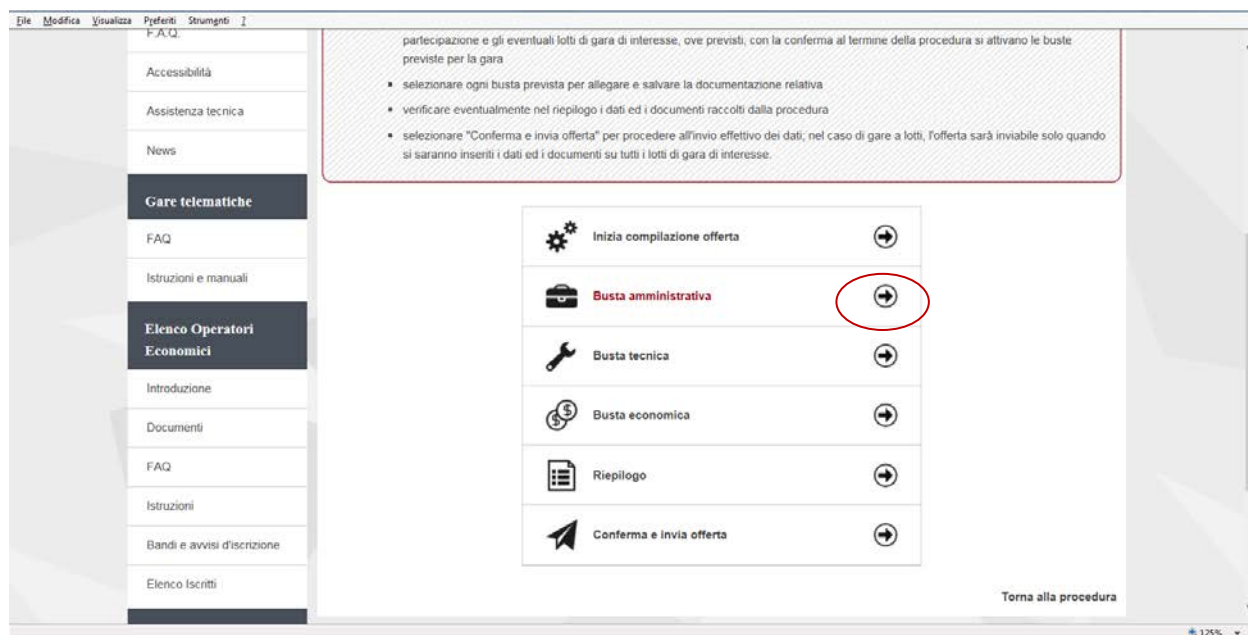 File Modifica Visualizza Preferiti Strumenti ?
F.A.Q.
Accessibilità
Assistenza tecnica
News
Gare telematiche
FAQ
Istruzioni e manuali
Elenco Operatori
Economici
Introduzione
Documenti
FAQ
Istruzioni
Bandi e avvisi d'iscrizione
Elenco Iscritti
partecipazione e gli eventuali lotti di gara di interesse, ove previsti, con la conferma al termine della procedura si attivano le buste
previste per la gara
selezionare ogni busta prevista per allegare e salvare la documentazione relativa
verificare eventualmente nel riepilogo i dati ed i documenti raccolti dalla procedura
selezionare "Conferma e invia offerta" per procedere all'invio effettivo dei dati; nel caso di gare a lotti, l'offerta sarà inviabile solo quando
si saranno inseriti i dati ed i documenti su tutti i lotti di gara di interesse.
Inizia compilazione offerta
Busta amministrativa
Busta tecnica
Busta economica
Riepilogo
Conferma e invia offerta
Torna alla procedura
125%